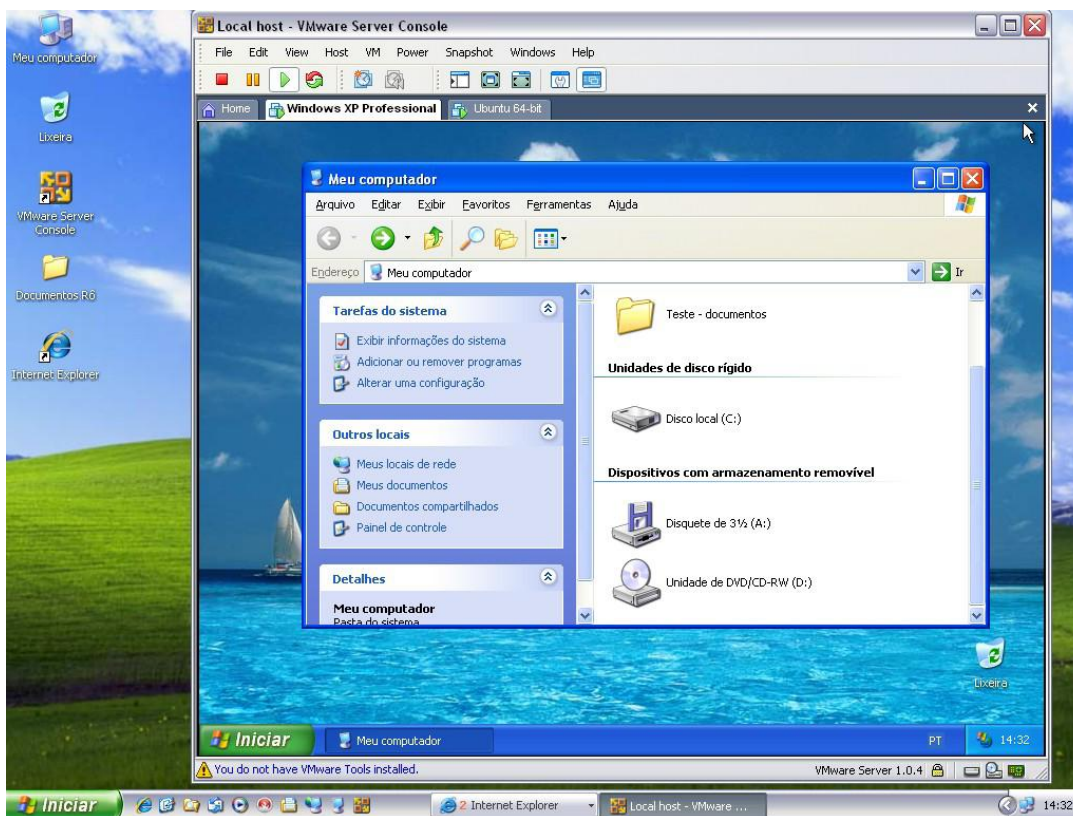 Meu computador
Lixeira
VMware Server
Console
Documentos Rô
Internet Explorer
Local host - VMware Server Console
File Edit View Host VM Power Snapshot Windows Help
Home Windows XP Professional Ubuntu 64-bit
Meu computador
Arquivo Editar Exibir Favoritos Ferramentas Ajuda
Endereço Meu computador Ir
Tarefas do sistema
Exibir informações do sistema
Adicionar ou remover programas
Alterar uma configuração
Outros locais
Meus locais de rede
Meus documentos
Documentos compartilhados
Painel de controle
Detalhes
Meu computador
Pasta do sistema
Teste - documentos
Unidades de disco rígido
Disco local (C:)
Dispositivos com armazenamento removível
Disquete de 3½ (A:)
Unidade de DVD/CD-RW (D:)
Lixeira
Iniciar Meu computador PT 14:32
You do not have VMware Tools installed. VMware Server 1.0.4
Iniciar 2 Internet Explorer Local host - VMware ... 14:32